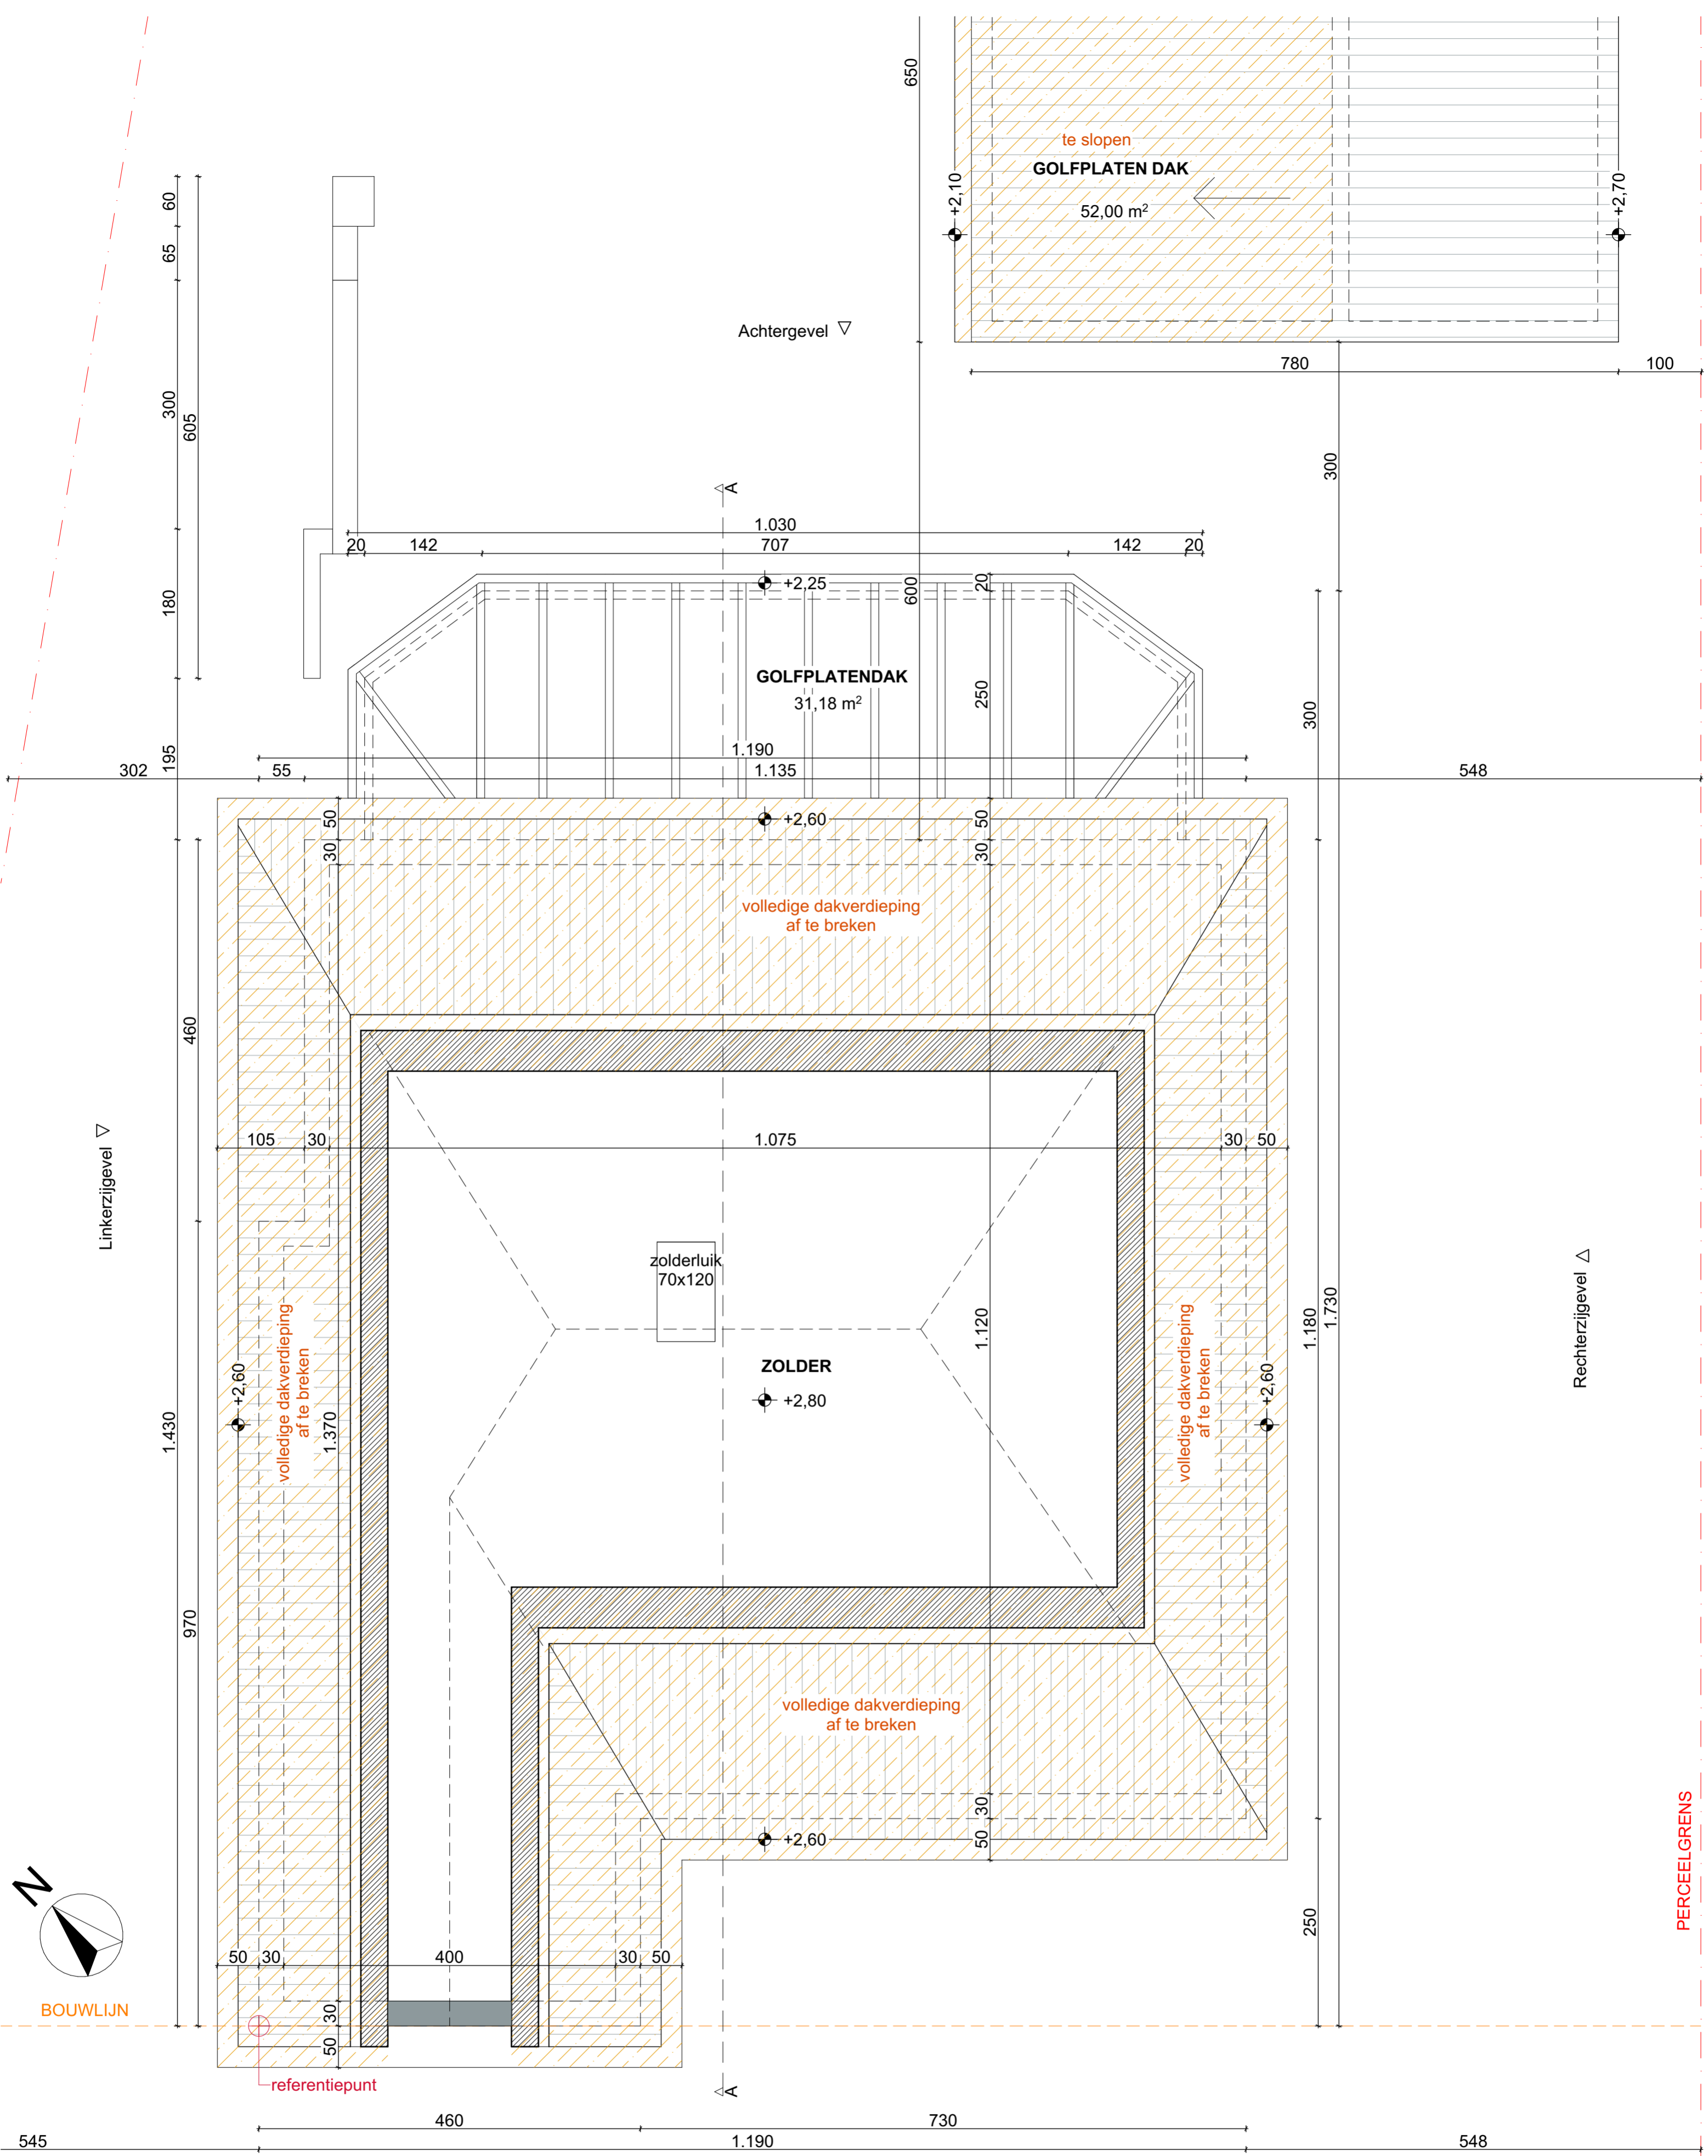 650
te slopen
GOLFPLATEN DAK
52,00 m²
+2,10
+2,70
60
65
300
605
180
195
Achtergevel
780
100
300
A
1.030
20
142
707
142
20
+2,25
600
20
GOLFPLATENDAK
31,18 m²
250
300
1.190
302
55
1.135
548
50
+2,60
50
30
30
volledige dakverdieping
af te breken
460
105
30
1.075
30
50
Linkerzijgevel
Rechterzijgevel
zolderluik
70x120
1.120
1.180
1.730
ZOLDER
+2,80
+2,60
volledige dakverdieping
af te breken
1.370
1.430
volledige dakverdieping
af te breken
+2,60
970
volledige dakverdieping
af te breken
30
+2,60
50
PERCEELGRENS
N
250
50
30
400
30
50
BOUWLIJN
30
50
referentiepunt
A
460
730
545
1.190
548